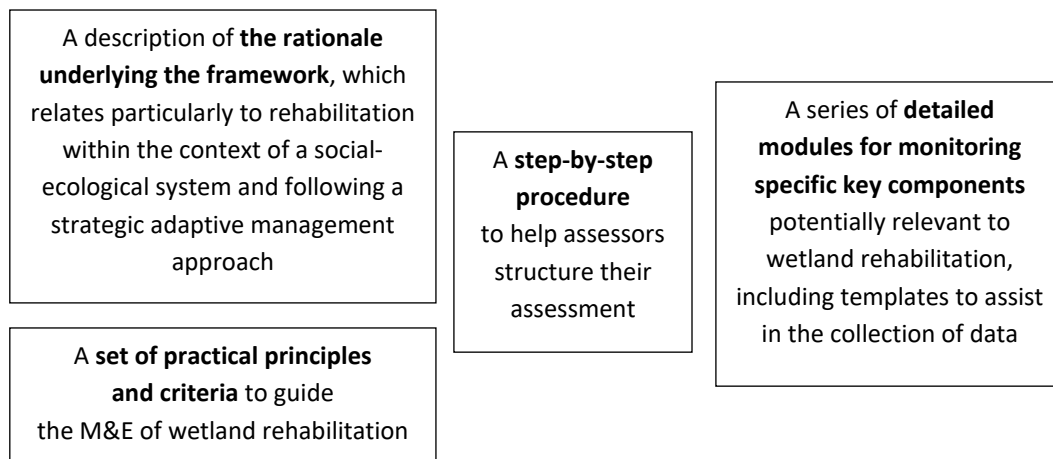 A description of the rationale
underlying the framework, which
relates particularly to rehabilitation
within the context of a social-
ecological system and following a
strategic adaptive management
approach
A set of practical principles
and criteria to guide
the M&E of wetland rehabilitation
A step-by-step
procedure
to help assessors
structure their
assessment
A series of detailed
modules for monitoring
specific key components
potentially relevant to
wetland rehabilitation,
including templates to assist
in the collection of data